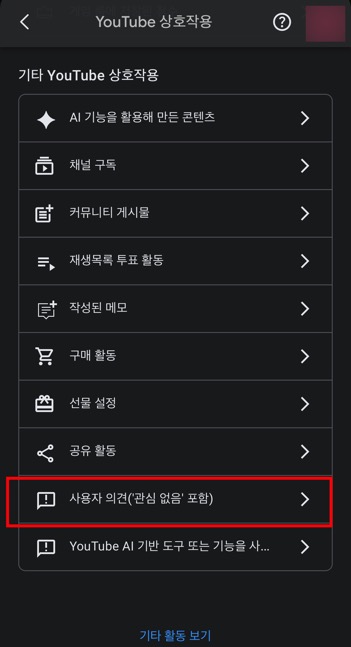 YouTube 상호작용
기타 YouTube 상호작용
AI 기능을 활용해 만든 콘텐츠
채널 구독
커뮤니티 게시물
재생목록 투표 활동
작성된 메모
구매 활동
선물 설정
공유 활동
사용자 의견('관심 없음' 포함)
YouTube AI 기반 도구 또는 기능을 사...
기타 활동 보기